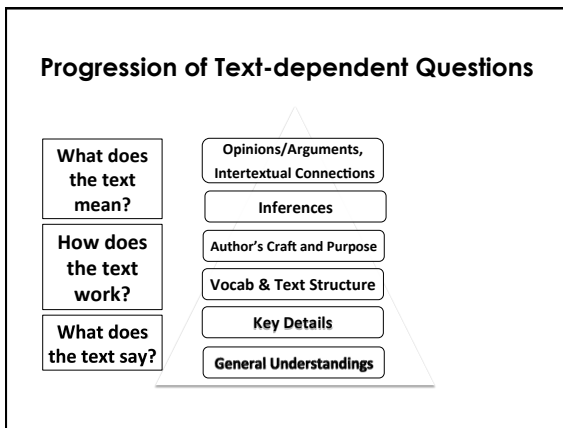 Progression of Text-dependent Questions
What does
the text
mean?
Opinions/Arguments,
Intertextual Connections
Inferences
How does
the text
work?
Author's Craft and Purpose
Vocab & Text Structure
What does
the text say?
Key Details
General Understandings